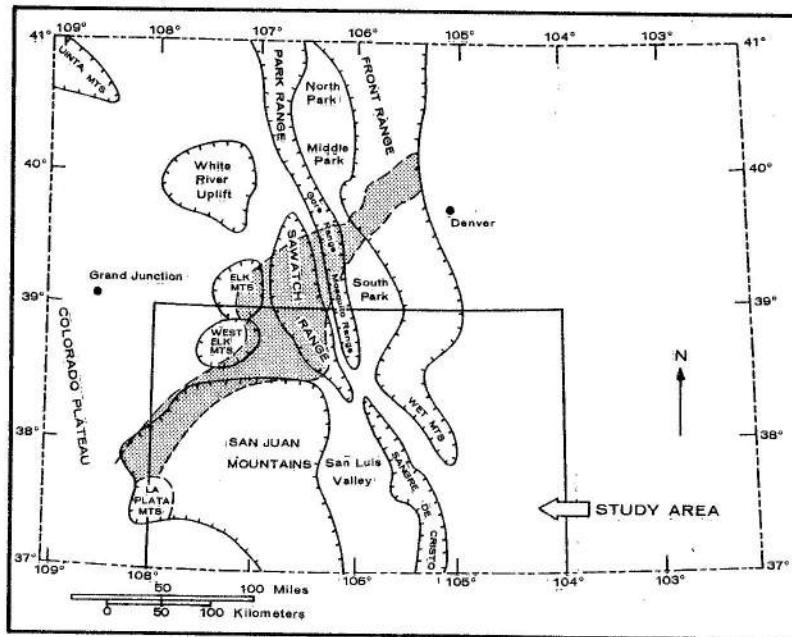 109°
108°
107°
106°
105°
104°
103°
41°
41°
UINTA MTS
PARK RANGE
North
Park
FRONT RANGE
Middle
Park
40°
40°
White
River
Uplift
Gore Range
Denver
SAWATCH
RANGE
Grand Junction
ELK
MTS
Mosquito Range
South
Park
39°
39°
WEST
ELK
MTS
COLORADO PLATEAU
N
WET MTS
38°
38°
SAN JUAN
MOUNTAINS
San Luis
Valley
SANGRE DE CRISTO
LA
PLATA
MTS
STUDY AREA
37°
37°
109°
108°
107°
106°
105°
104°
103°
0 50 100 Miles
0 50 100 Kilometers